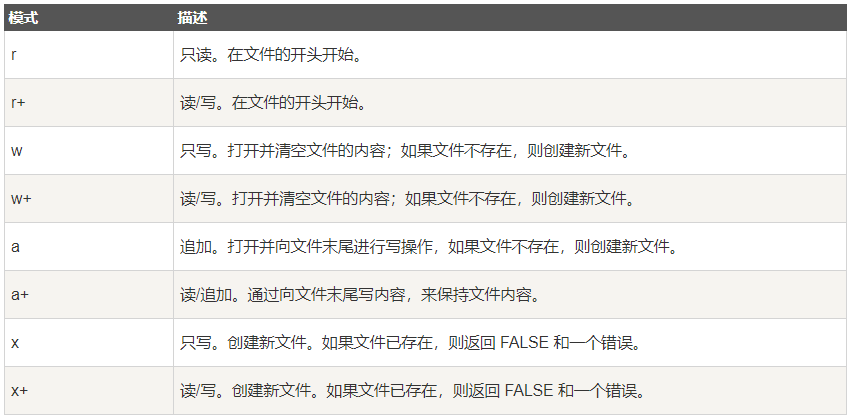 模式 描述
r 只读。在文件的开头开始。
r+ 读/写。在文件的开头开始。
w 只写。打开并清空文件的内容；如果文件不存在，则创建新文件。
w+ 读/写。打开并清空文件的内容；如果文件不存在，则创建新文件。
a 追加。打开并向文件末尾进行写操作，如果文件不存在，则创建新文件。
a+ 读/追加。通过向文件末尾写内容，来保持文件内容。
x 只写。创建新文件。如果文件已存在，则返回 FALSE 和一个错误。
x+ 读/写。创建新文件。如果文件已存在，则返回 FALSE 和一个错误。